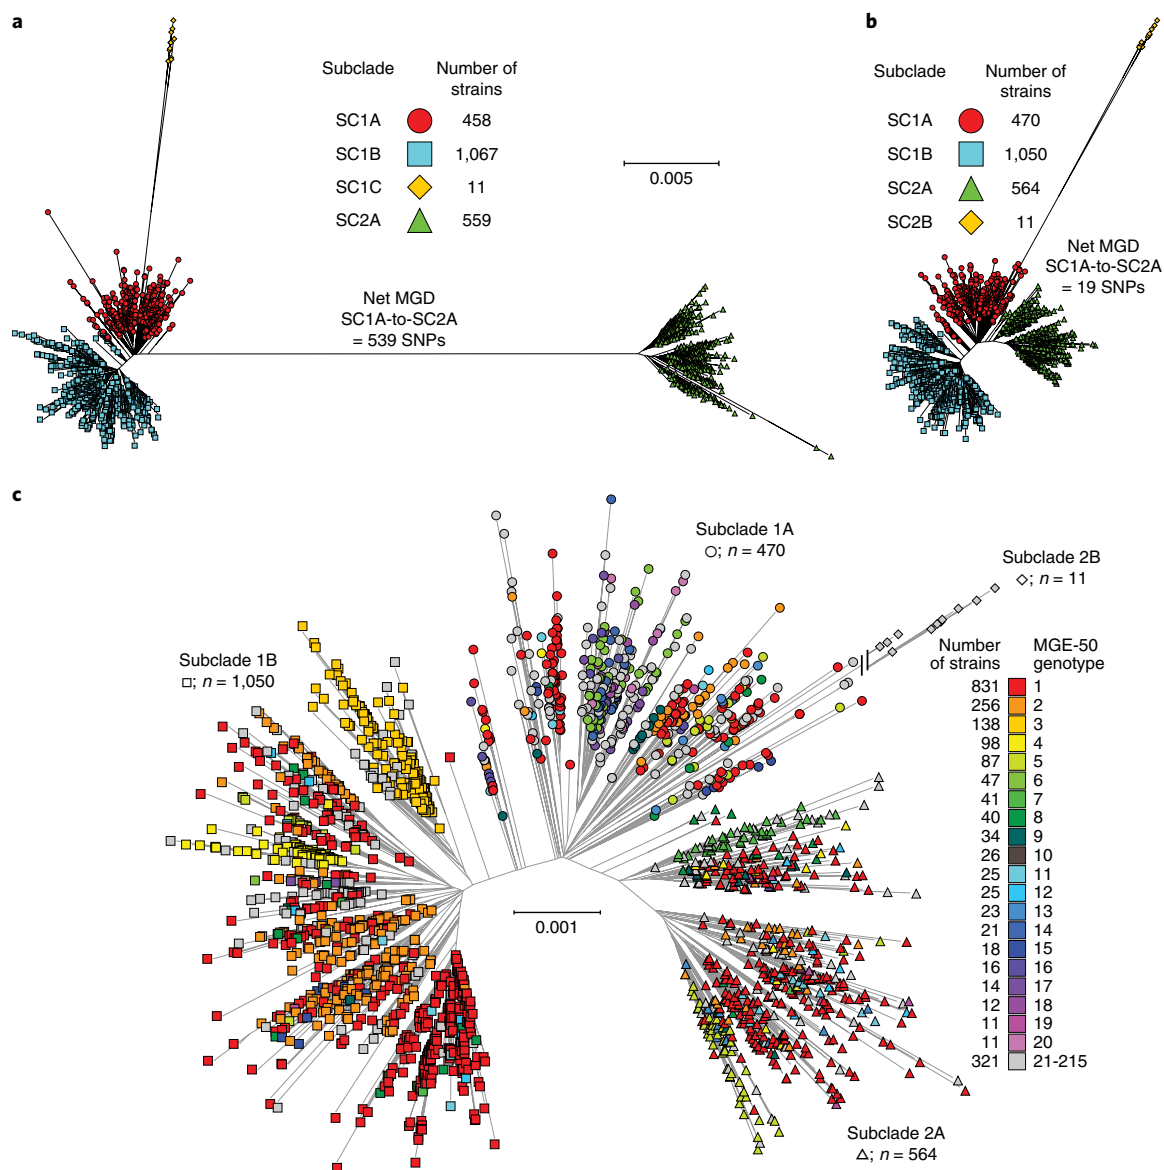 a
Subclade Number of strains
SC1A 458
SC1B 1,067
SC1C 11
SC2A 559
0.005
Net MGD
SC1A-to-SC2A
= 539 SNPs
b
Subclade Number of strains
SC1A 470
SC1B 1,050
SC2A 564
SC2B 11
Net MGD
SC1A-to-SC2A
= 19 SNPs
c
Subclade 1A
; n = 470
Subclade 2B
; n = 11
Subclade 1B
; n = 1,050
0.001
Subclade 2A
; n = 564
Number of strains MGE-50 genotype
831 1
256 2
138 3
98 4
87 5
47 6
41 7
40 8
34 9
26 10
25 11
25 12
23 13
21 14
18 15
16 16
14 17
12 18
11 19
11 20
321 21-215